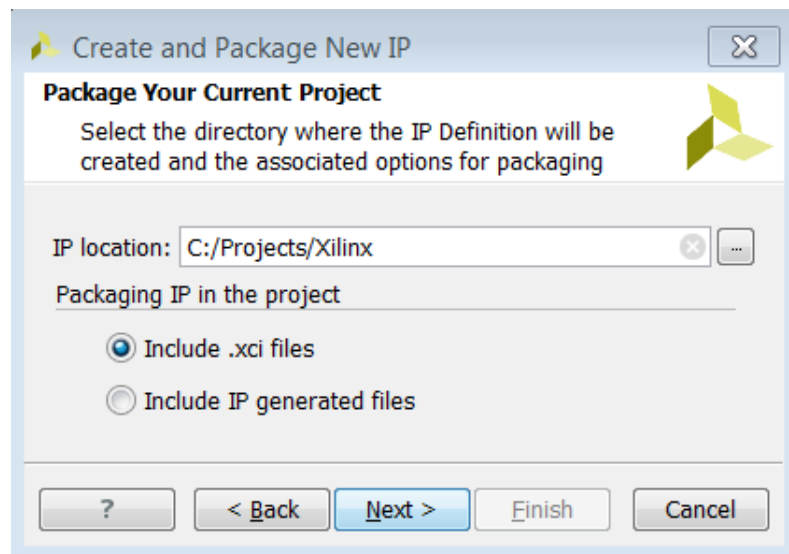 Create and Package New IP
Package Your Current Project
Select the directory where the IP Definition will be
created and the associated options for packaging
IP location: C:/Projects/Xilinx ...
Packaging IP in the project
Include .xci files
Include IP generated files
? < Back Next > Finish Cancel